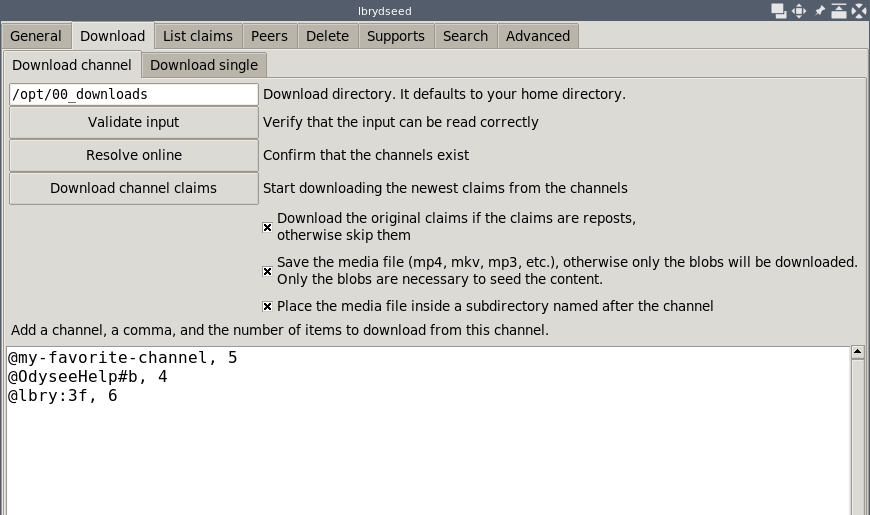 lbrydseed
General Download List claims Peers Delete Supports Search Advanced
Download channel Download single
/opt/00_downloads Download directory. It defaults to your home directory.
Validate input Verify that the input can be read correctly
Resolve online Confirm that the channels exist
Download channel claims Start downloading the newest claims from the channels
Download the original claims if the claims are reposts,
otherwise skip them
Save the media file (mp4, mkv, mp3, etc.), otherwise only the blobs will be downloaded.
Only the blobs are necessary to seed the content.
Place the media file inside a subdirectory named after the channel
Add a channel, a comma, and the number of items to download from this channel.
@my-favorite-channel, 5
@OdyseeHelp#b, 4
@lbry:3f, 6